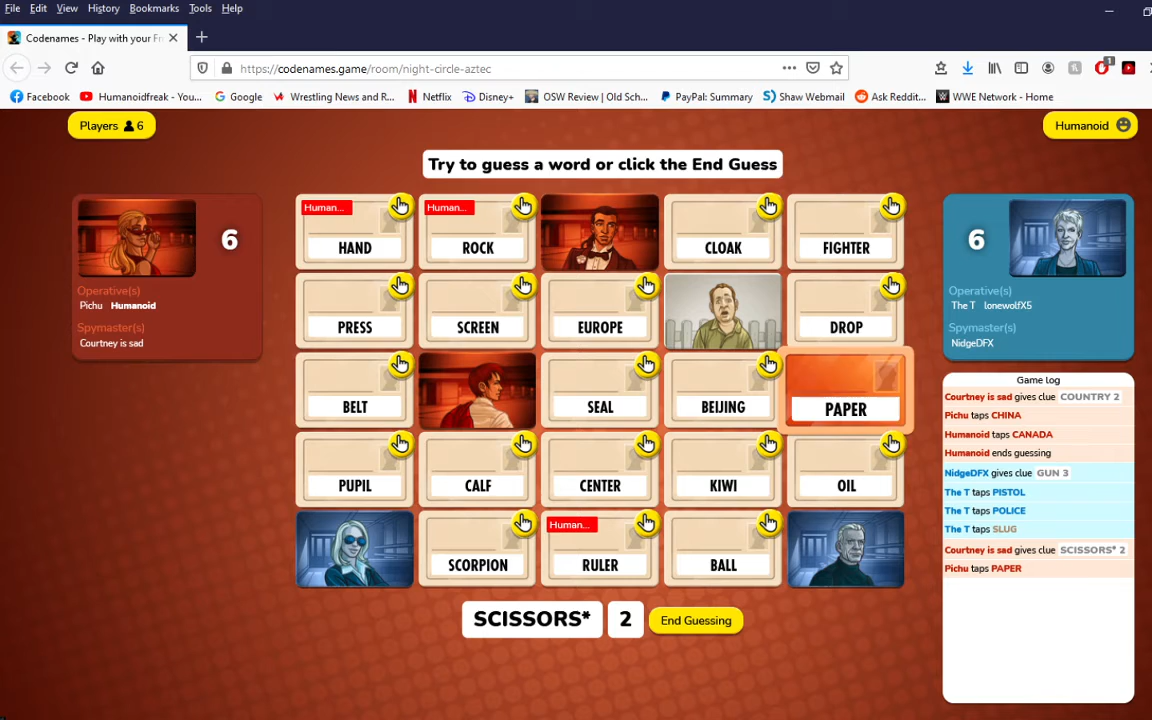 File Edit View History Bookmarks Tools Help
Codenames - Play with your Fr
https://codenames.game/room/night-circle-aztec
1
Facebook Humanoidfreak - You... Google Wrestling News and R... Netflix Disney+ OSW Review | Old Sch... PayPal: Summary Shaw Webmail Ask Reddit... WWE Network - Home
Players 6
Humanoid
Try to guess a word or click the End Guess
6
Operative(s)
Pichu Humanoid
Spymaster(s)
Courtney is sad
Human...
HAND
Human...
ROCK
CLOAK
FIGHTER
PRESS
SCREEN
EUROPE
DROP
BELT
SEAL
BEIJING
PAPER
PUPIL
CALF
CENTER
KIWI
OIL
SCORPION
Human...
RULER
BALL
SCISSORS* 2 End Guessing
6
Operative(s)
The T lonewolfX5
Spymaster(s)
NidgeDFX
Game log
Courtney is sad gives clue COUNTRY 2
Pichu taps CHINA
Humanoid taps CANADA
Humanoid ends guessing
NidgeDFX gives clue GUN 3
The T taps PISTOL
The T taps POLICE
The T taps SLUG
Courtney is sad gives clue SCISSORS* 2
Pichu taps PAPER